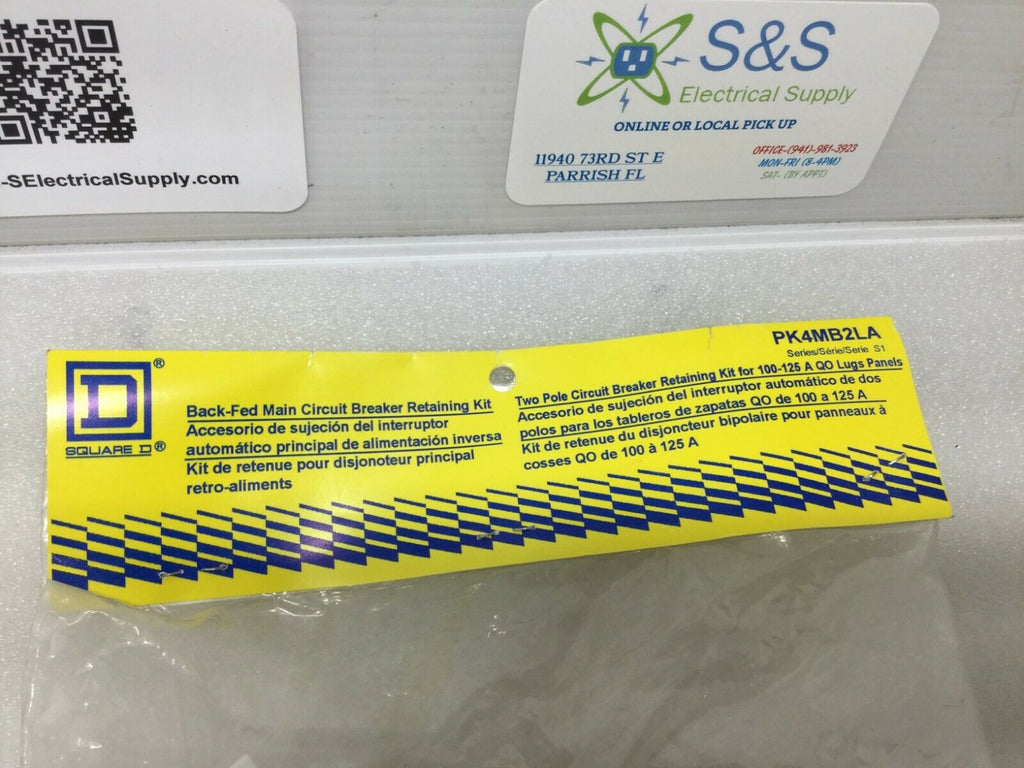 -SElectricalSupply.com
S&S
Electrical Supply
ONLINE OR LOCAL PICK UP
11940 73RD ST E
PARRISH FL
OFFICE-(941)-981-3923
MON-FRI (8-4PM)
SAT- (BY APPT)
D®
SQUARE D®
Back-Fed Main Circuit Breaker Retaining Kit
Accesorio de sujeción del interruptor
automático principal de alimentación inversa
Kit de retenue pour disjonoteur principal
retro-aliments
PK4MB2LA
Series/Série/Serie S1
Two Pole Circuit Breaker Retaining Kit for 100-125 A QO Lugs Panels
Accesorio de sujeción del interruptor automático de dos
polos para los tableros de zapatas QO de 100 a 125 A
Kit de retenue du disjoncteur bipolaire pour panneaux à
cosses QO de 100 à 125 A